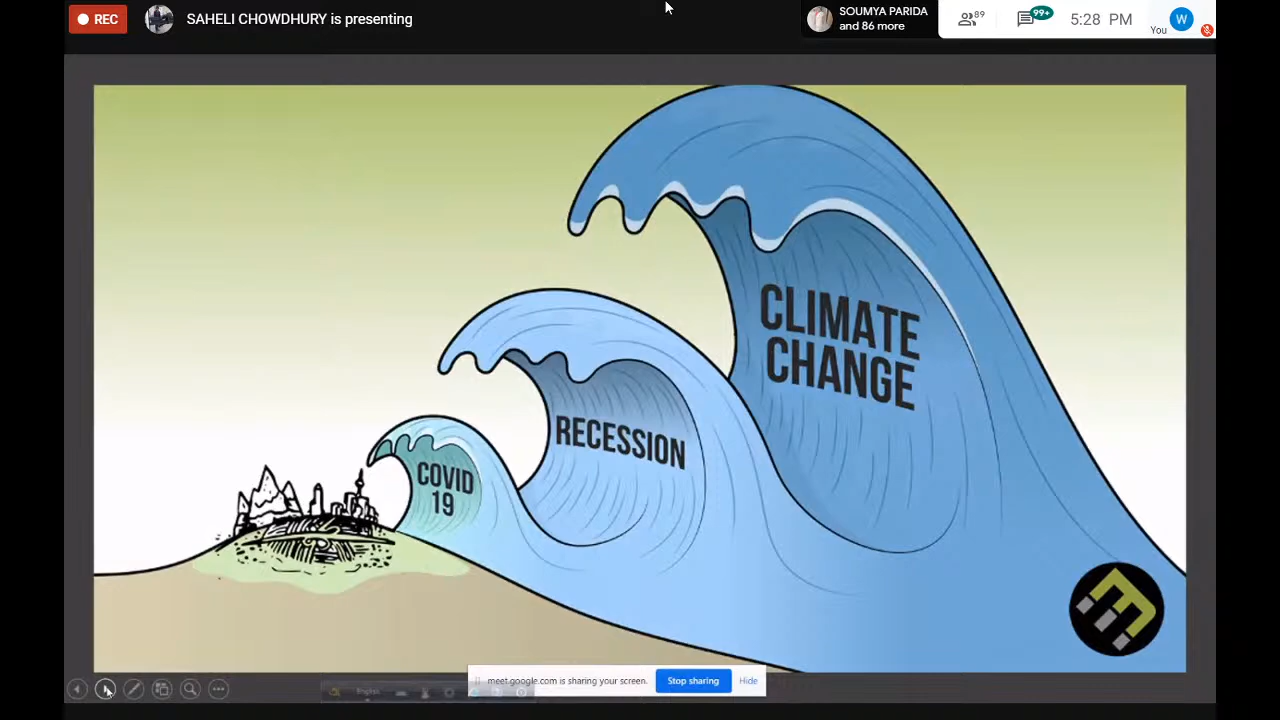 REC
SAHELI CHOWDHURY is presenting
SOUMYA PARIDA
and 86 more
89
99+
5:28 PM
You
W
CLIMATE
CHANGE
RECESSION
COVID
19
meet.google.com is sharing your screen.
Stop sharing
Hide
English